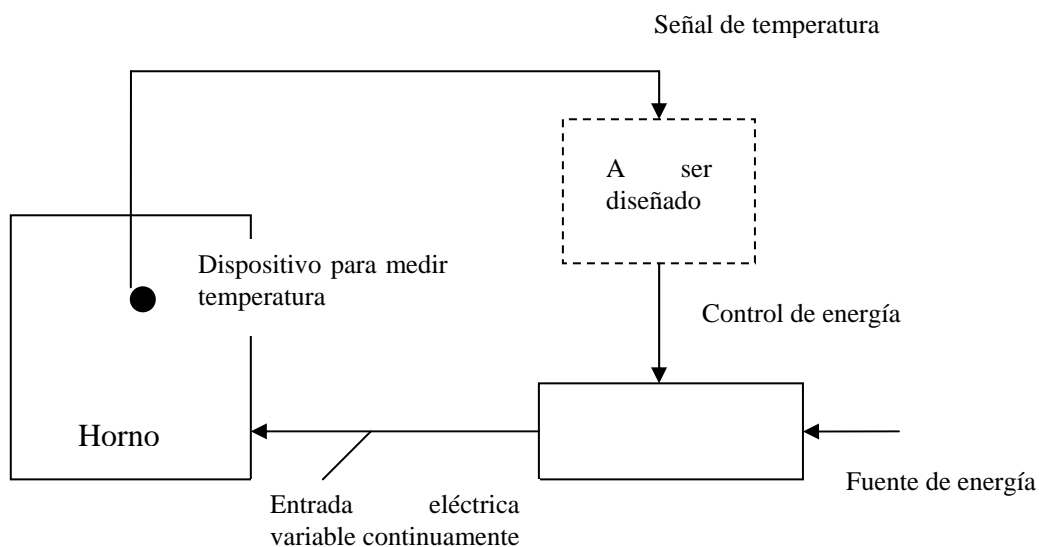 Señal de temperatura
A ser
diseñado
Dispositivo para medir
temperatura
Control de energía
Horno
Fuente de energía
Entrada eléctrica
variable continuamente